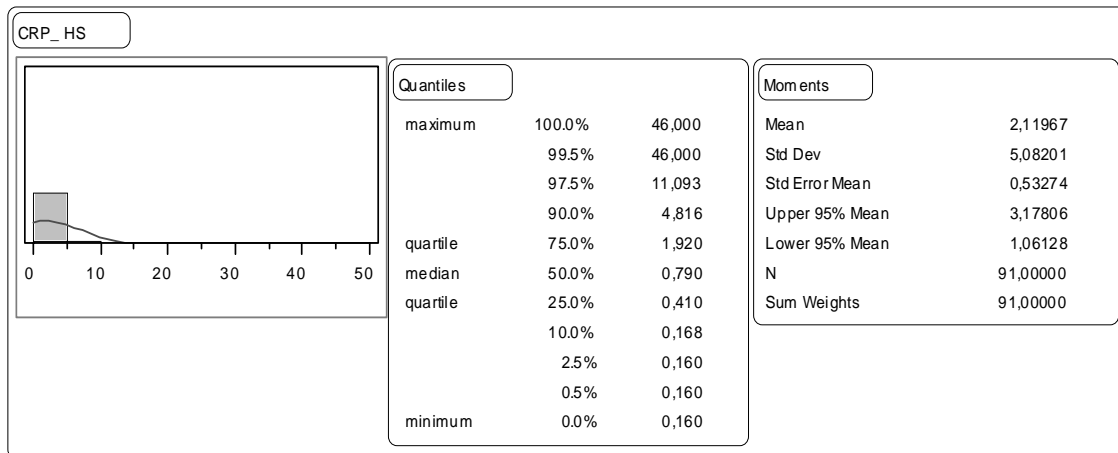 CRP_ HS
0 10 20 30 40 50
Quantiles
maximum 100.0% 46,000
99.5% 46,000
97.5% 11,093
90.0% 4,816
quartile 75.0% 1,920
median 50.0% 0,790
quartile 25.0% 0,410
10.0% 0,168
2.5% 0,160
0.5% 0,160
minimum 0.0% 0,160
Moments
Mean 2,11967
Std Dev 5,08201
Std Error Mean 0,53274
Upper 95% Mean 3,17806
Lower 95% Mean 1,06128
N 91,00000
Sum Weights 91,00000